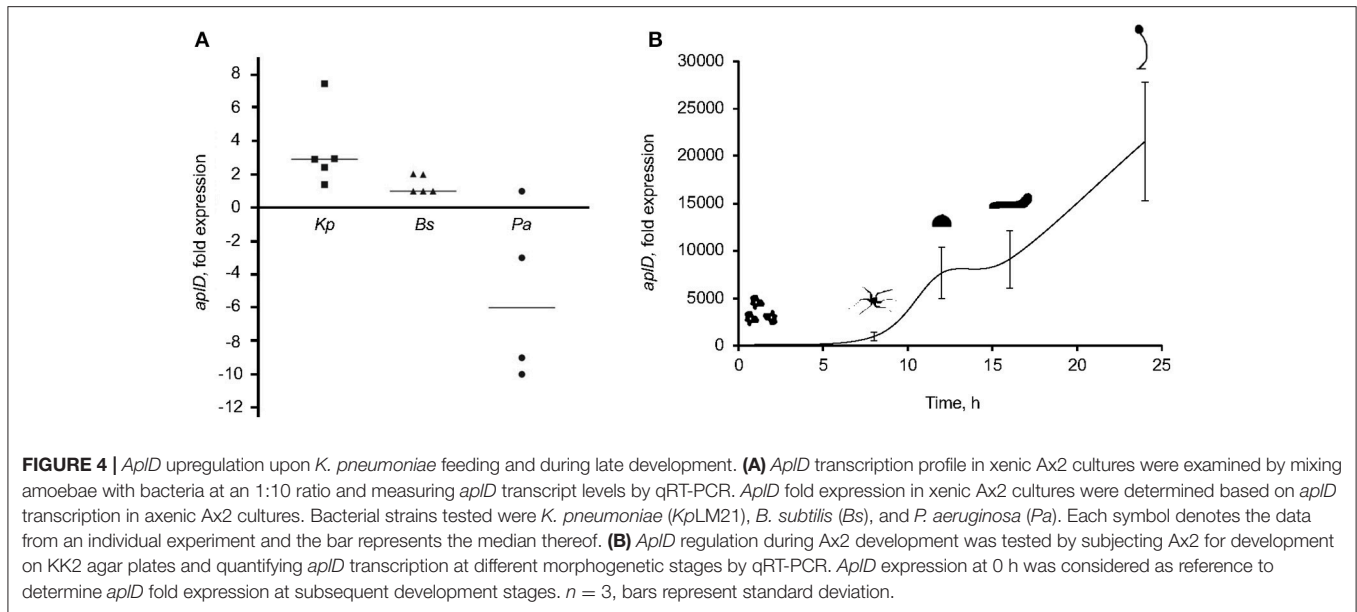 A
8
6
4
2
0
-2
-4
-6
-8
-10
-12
aplD, fold expression
Kp
Bs
Pa
B
30000
25000
20000
15000
10000
5000
0
aplD, fold expression
0 5 10 15 20 25
Time, h
FIGURE 4 | AplD upregulation upon K. pneumoniae feeding and during late development. (A) AplD transcription profile in xenic Ax2 cultures were examined by mixing
amoebae with bacteria at an 1:10 ratio and measuring aplD transcript levels by qRT-PCR. AplD fold expression in xenic Ax2 cultures were determined based on aplD
transcription in axenic Ax2 cultures. Bacterial strains tested were K. pneumoniae (KpLM21), B. subtilis (Bs), and P. aeruginosa (Pa). Each symbol denotes the data
from an individual experiment and the bar represents the median thereof. (B) AplD regulation during Ax2 development was tested by subjecting Ax2 for development
on KK2 agar plates and quantifying aplD transcription at different morphogenetic stages by qRT-PCR. AplD expression at 0 h was considered as reference to
determine aplD fold expression at subsequent development stages. n = 3, bars represent standard deviation.